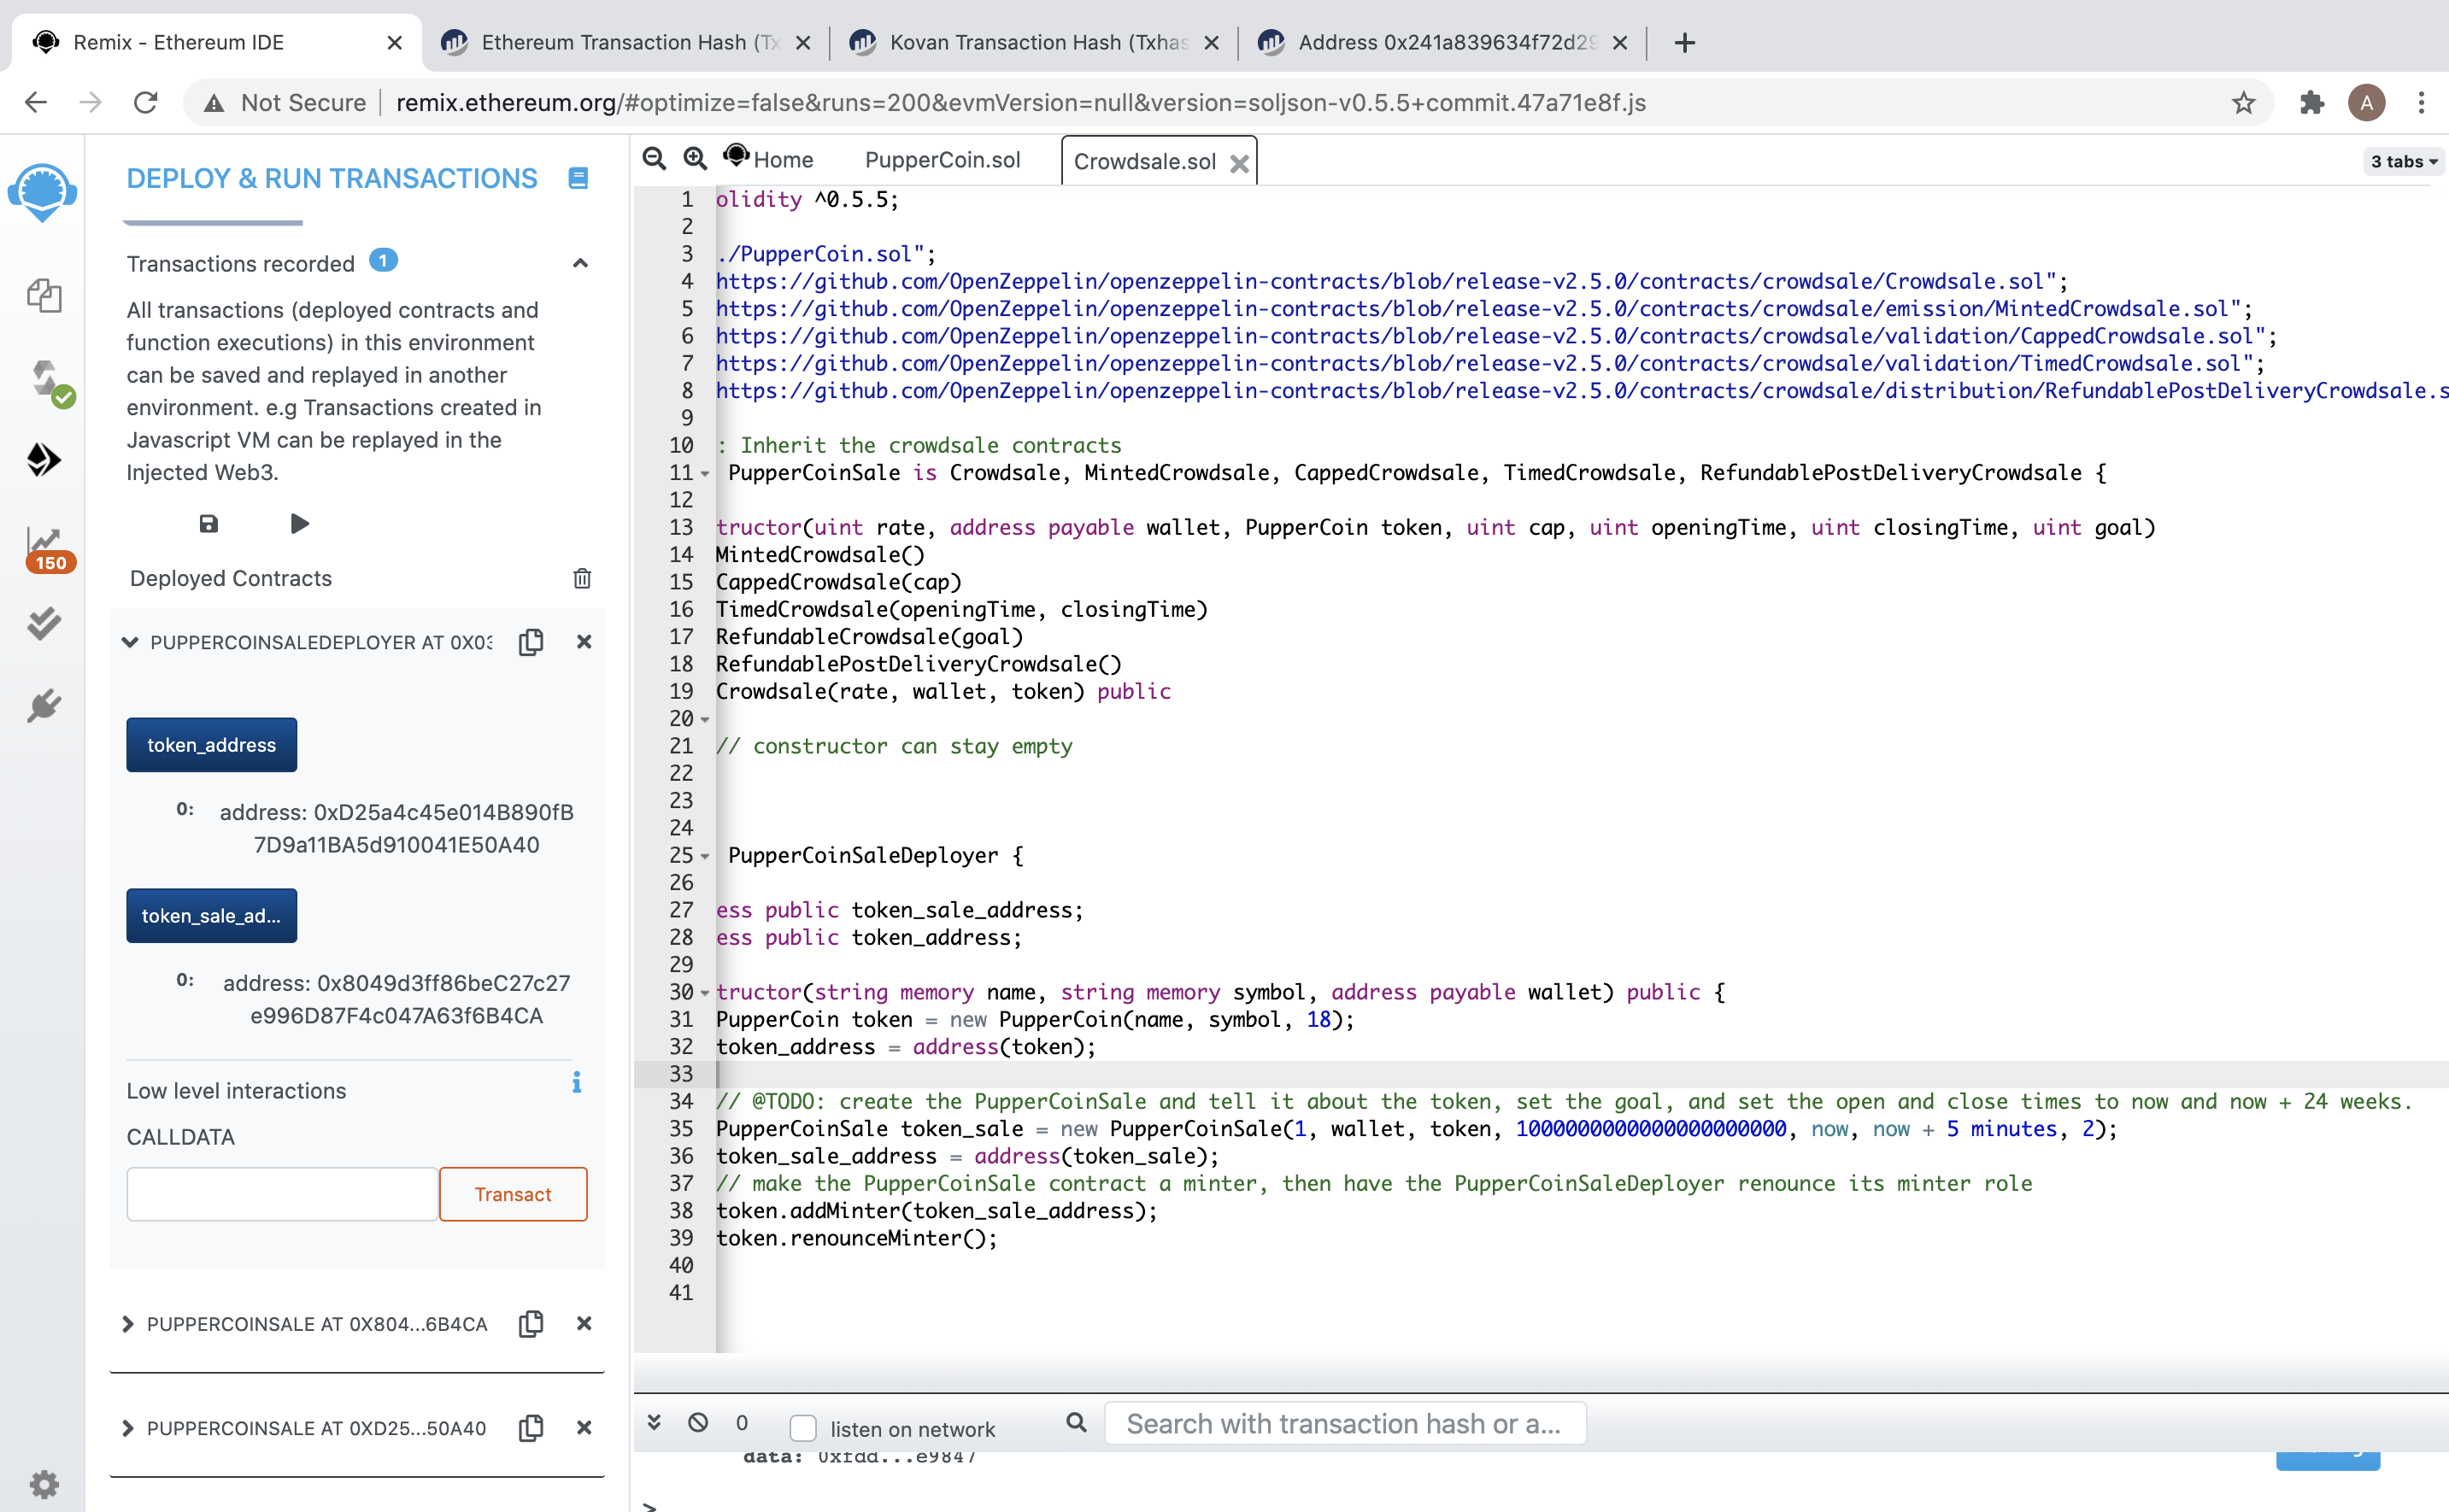 Remix - Ethereum IDE
Ethereum Transaction Hash (Tx
Kovan Transaction Hash (Txhas
Address 0x241a839634f72d29
Not Secure
remix.ethereum.org/#optimize=false&runs=200&evmVersion=null&version=soljson-v0.5.5+commit.47a71e8f.js
A
DEPLOY & RUN TRANSACTIONS
Transactions recorded 1
All transactions (deployed contracts and
function executions) in this environment
can be saved and replayed in another
environment. e.g Transactions created in
Javascript VM can be replayed in the
Injected Web3.
150
Deployed Contracts
PUPPERCOINSALEDEPLOYER AT 0X03
token_address
0: address: 0xD25a4c45e014B890fB
7D9a11BA5d910041E50A40
token_sale_ad...
0: address: 0x8049d3ff86beC27c27
e996D87F4c047A63f6B4CA
Low level interactions
CALLDATA
Transact
PUPPERCOINSALE AT 0X804...6B4CA
PUPPERCOINSALE AT 0XD25...50A40
Home
PupperCoin.sol
Crowdsale.sol
3 tabs
1 olidity ^0.5.5;
2
3 ./PupperCoin.sol";
4 https://github.com/OpenZeppelin/openzeppelin-contracts/blob/release-v2.5.0/contracts/crowdsale/Crowdsale.sol";
5 https://github.com/OpenZeppelin/openzeppelin-contracts/blob/release-v2.5.0/contracts/crowdsale/emission/MintedCrowdsale.sol";
6 https://github.com/OpenZeppelin/openzeppelin-contracts/blob/release-v2.5.0/contracts/crowdsale/validation/CappedCrowdsale.sol";
7 https://github.com/OpenZeppelin/openzeppelin-contracts/blob/release-v2.5.0/contracts/crowdsale/validation/TimedCrowdsale.sol";
8 https://github.com/OpenZeppelin/openzeppelin-contracts/blob/release-v2.5.0/contracts/crowdsale/distribution/RefundablePostDeliveryCrowdsale.s
9
10 : Inherit the crowdsale contracts
11 PupperCoinSale is Crowdsale, MintedCrowdsale, CappedCrowdsale, TimedCrowdsale, RefundablePostDeliveryCrowdsale {
12
13 tructor(uint rate, address payable wallet, PupperCoin token, uint cap, uint openingTime, uint closingTime, uint goal)
14 MintedCrowdsale()
15 CappedCrowdsale(cap)
16 TimedCrowdsale(openingTime, closingTime)
17 RefundableCrowdsale(goal)
18 RefundablePostDeliveryCrowdsale()
19 Crowdsale(rate, wallet, token) public
20
21 // constructor can stay empty
22
23
24
25 PupperCoinSaleDeployer {
26
27 ess public token_sale_address;
28 ess public token_address;
29
30 tructor(string memory name, string memory symbol, address payable wallet) public {
31 PupperCoin token = new PupperCoin(name, symbol, 18);
32 token_address = address(token);
33
34 // @TODO: create the PupperCoinSale and tell it about the token, set the goal, and set the open and close times to now and now + 24 weeks.
35 PupperCoinSale token_sale = new PupperCoinSale(1, wallet, token, 1000000000000000000000, now, now + 5 minutes, 2);
36 token_sale_address = address(token_sale);
37 // make the PupperCoinSale contract a minter, then have the PupperCoinSaleDeployer renounce its minter role
38 token.addMinter(token_sale_address);
39 token.renounceMinter();
40
41
0
listen on network
Search with transaction hash or a...
data: 0xfdd...e9847
>